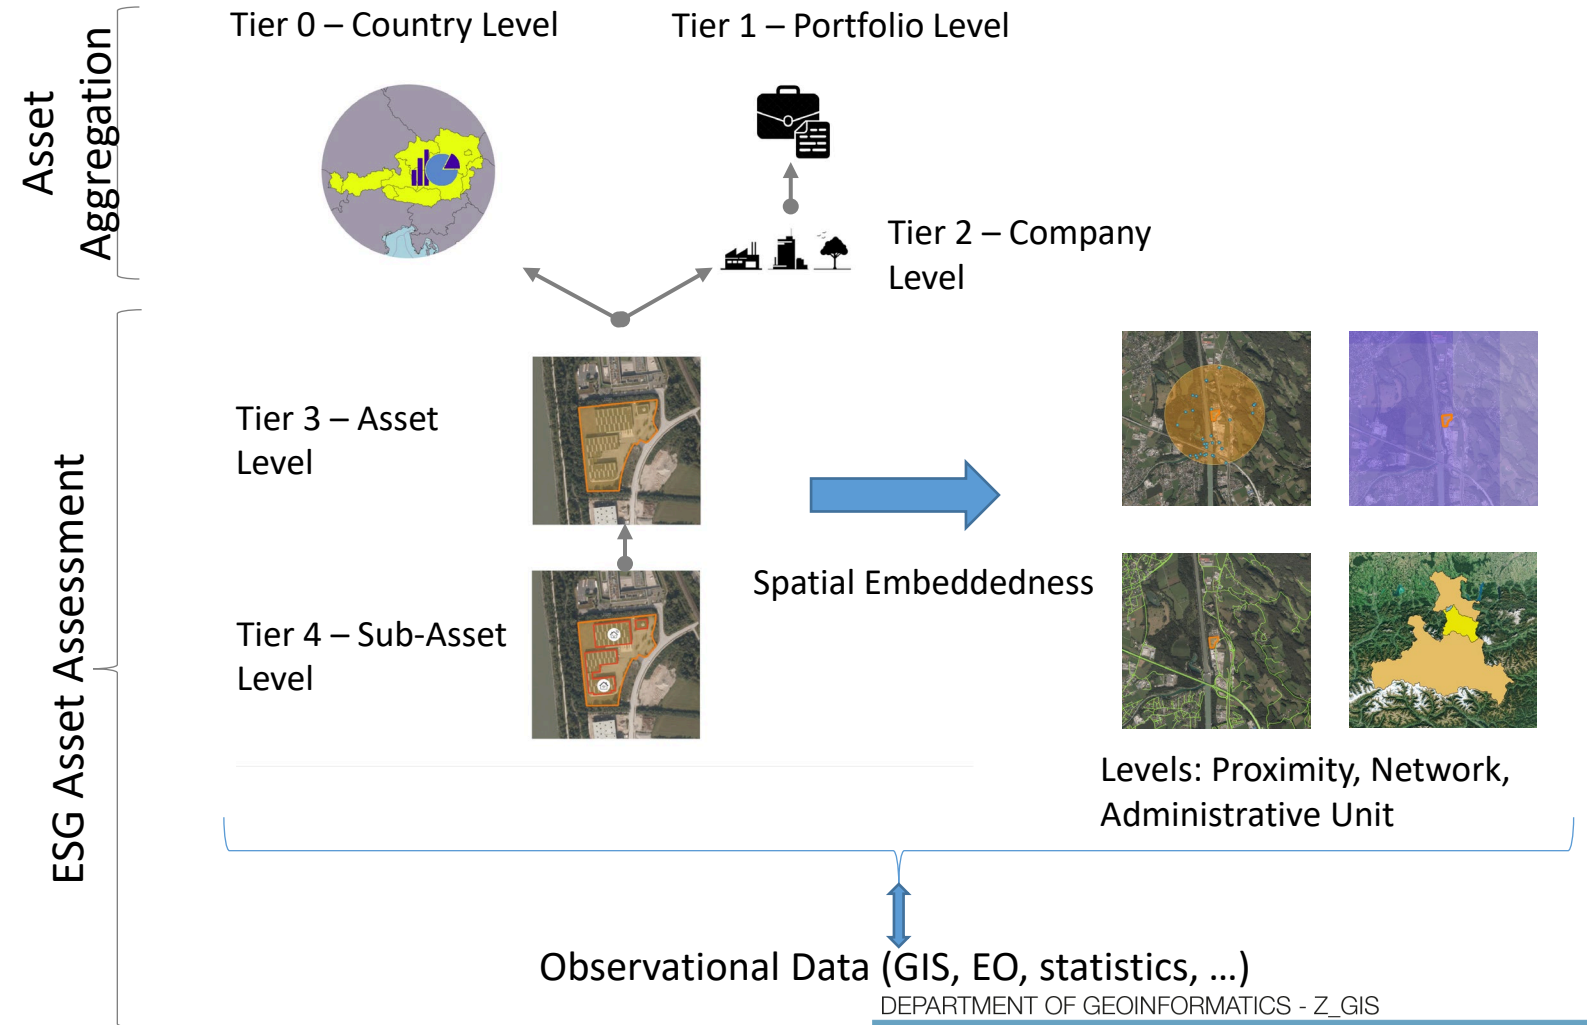 Tier 0 – Country Level
Tier 1 – Portfolio Level
Asset
Aggregation
Tier 2 – Company
Level
Tier 3 – Asset
Level
ESG Asset Assessment
Spatial Embeddedness
Tier 4 – Sub-Asset
Level
Levels: Proximity, Network,
Administrative Unit
Observational Data (GIS, EO, statistics, …)
DEPARTMENT OF GEOINFORMATICS - Z_GIS